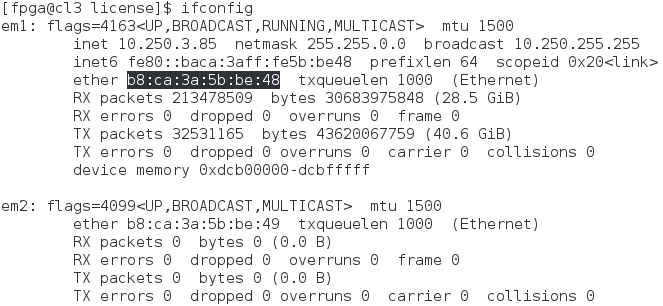 [fpga@cl3 license]$ ifconfig
em1: flags=4163<UP,BROADCAST,RUNNING,MULTICAST>  mtu 1500
        inet 10.250.3.85  netmask 255.255.0.0  broadcast 10.250.255.255
        inet6 fe80::baca:3aff:fe5b:be48  prefixlen 64  scopeid 0x20<link>
        ether b8:ca:3a:5b:be:48  txqueuelen 1000  (Ethernet)
        RX packets 213478509  bytes 30683975848 (28.5 GiB)
        RX errors 0  dropped 0  overruns 0  frame 0
        TX packets 32531165  bytes 43620067759 (40.6 GiB)
        TX errors 0  dropped 0 overruns 0  carrier 0  collisions 0
        device memory 0xdcb00000-dcbfffff

em2: flags=4099<UP,BROADCAST,MULTICAST>  mtu 1500
        ether b8:ca:3a:5b:be:49  txqueuelen 1000  (Ethernet)
        RX packets 0  bytes 0 (0.0 B)
        RX errors 0  dropped 0  overruns 0  frame 0
        TX packets 0  bytes 0 (0.0 B)
        TX errors 0  dropped 0 overruns 0  carrier 0  collisions 0